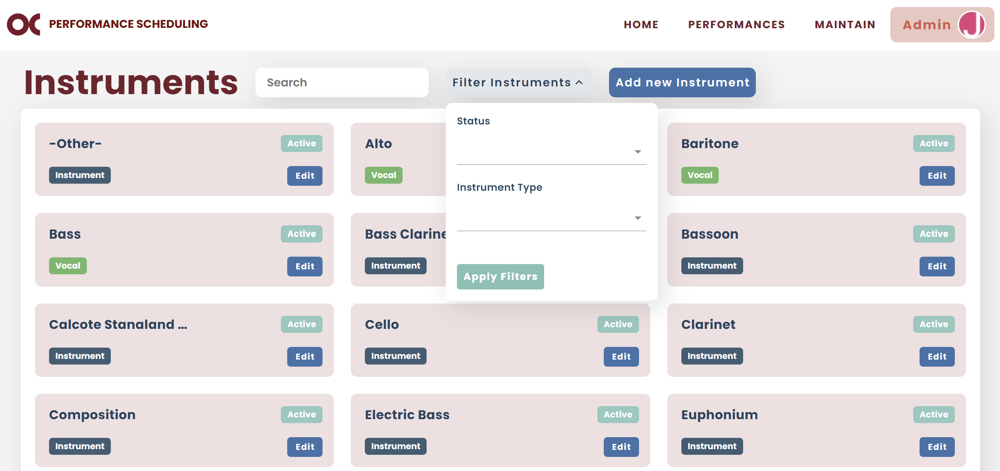 OC PERFORMANCE SCHEDULING
HOME PERFORMANCES MAINTAIN Admin J
Instruments Search Filter Instruments Add new Instrument
Status
Instrument Type
Apply Filters
-Other- Active
Instrument Edit
Alto
Vocal
Baritone Active
Vocal Edit
Bass Active
Vocal Edit
Bass Clarine
Instrument
Bassoon Active
Instrument Edit
Calcote Stanaland ... Active
Instrument Edit
Cello Active
Instrument Edit
Clarinet Active
Instrument Edit
Composition Active
Instrument Edit
Electric Bass Active
Instrument Edit
Euphonium Active
Instrument Edit